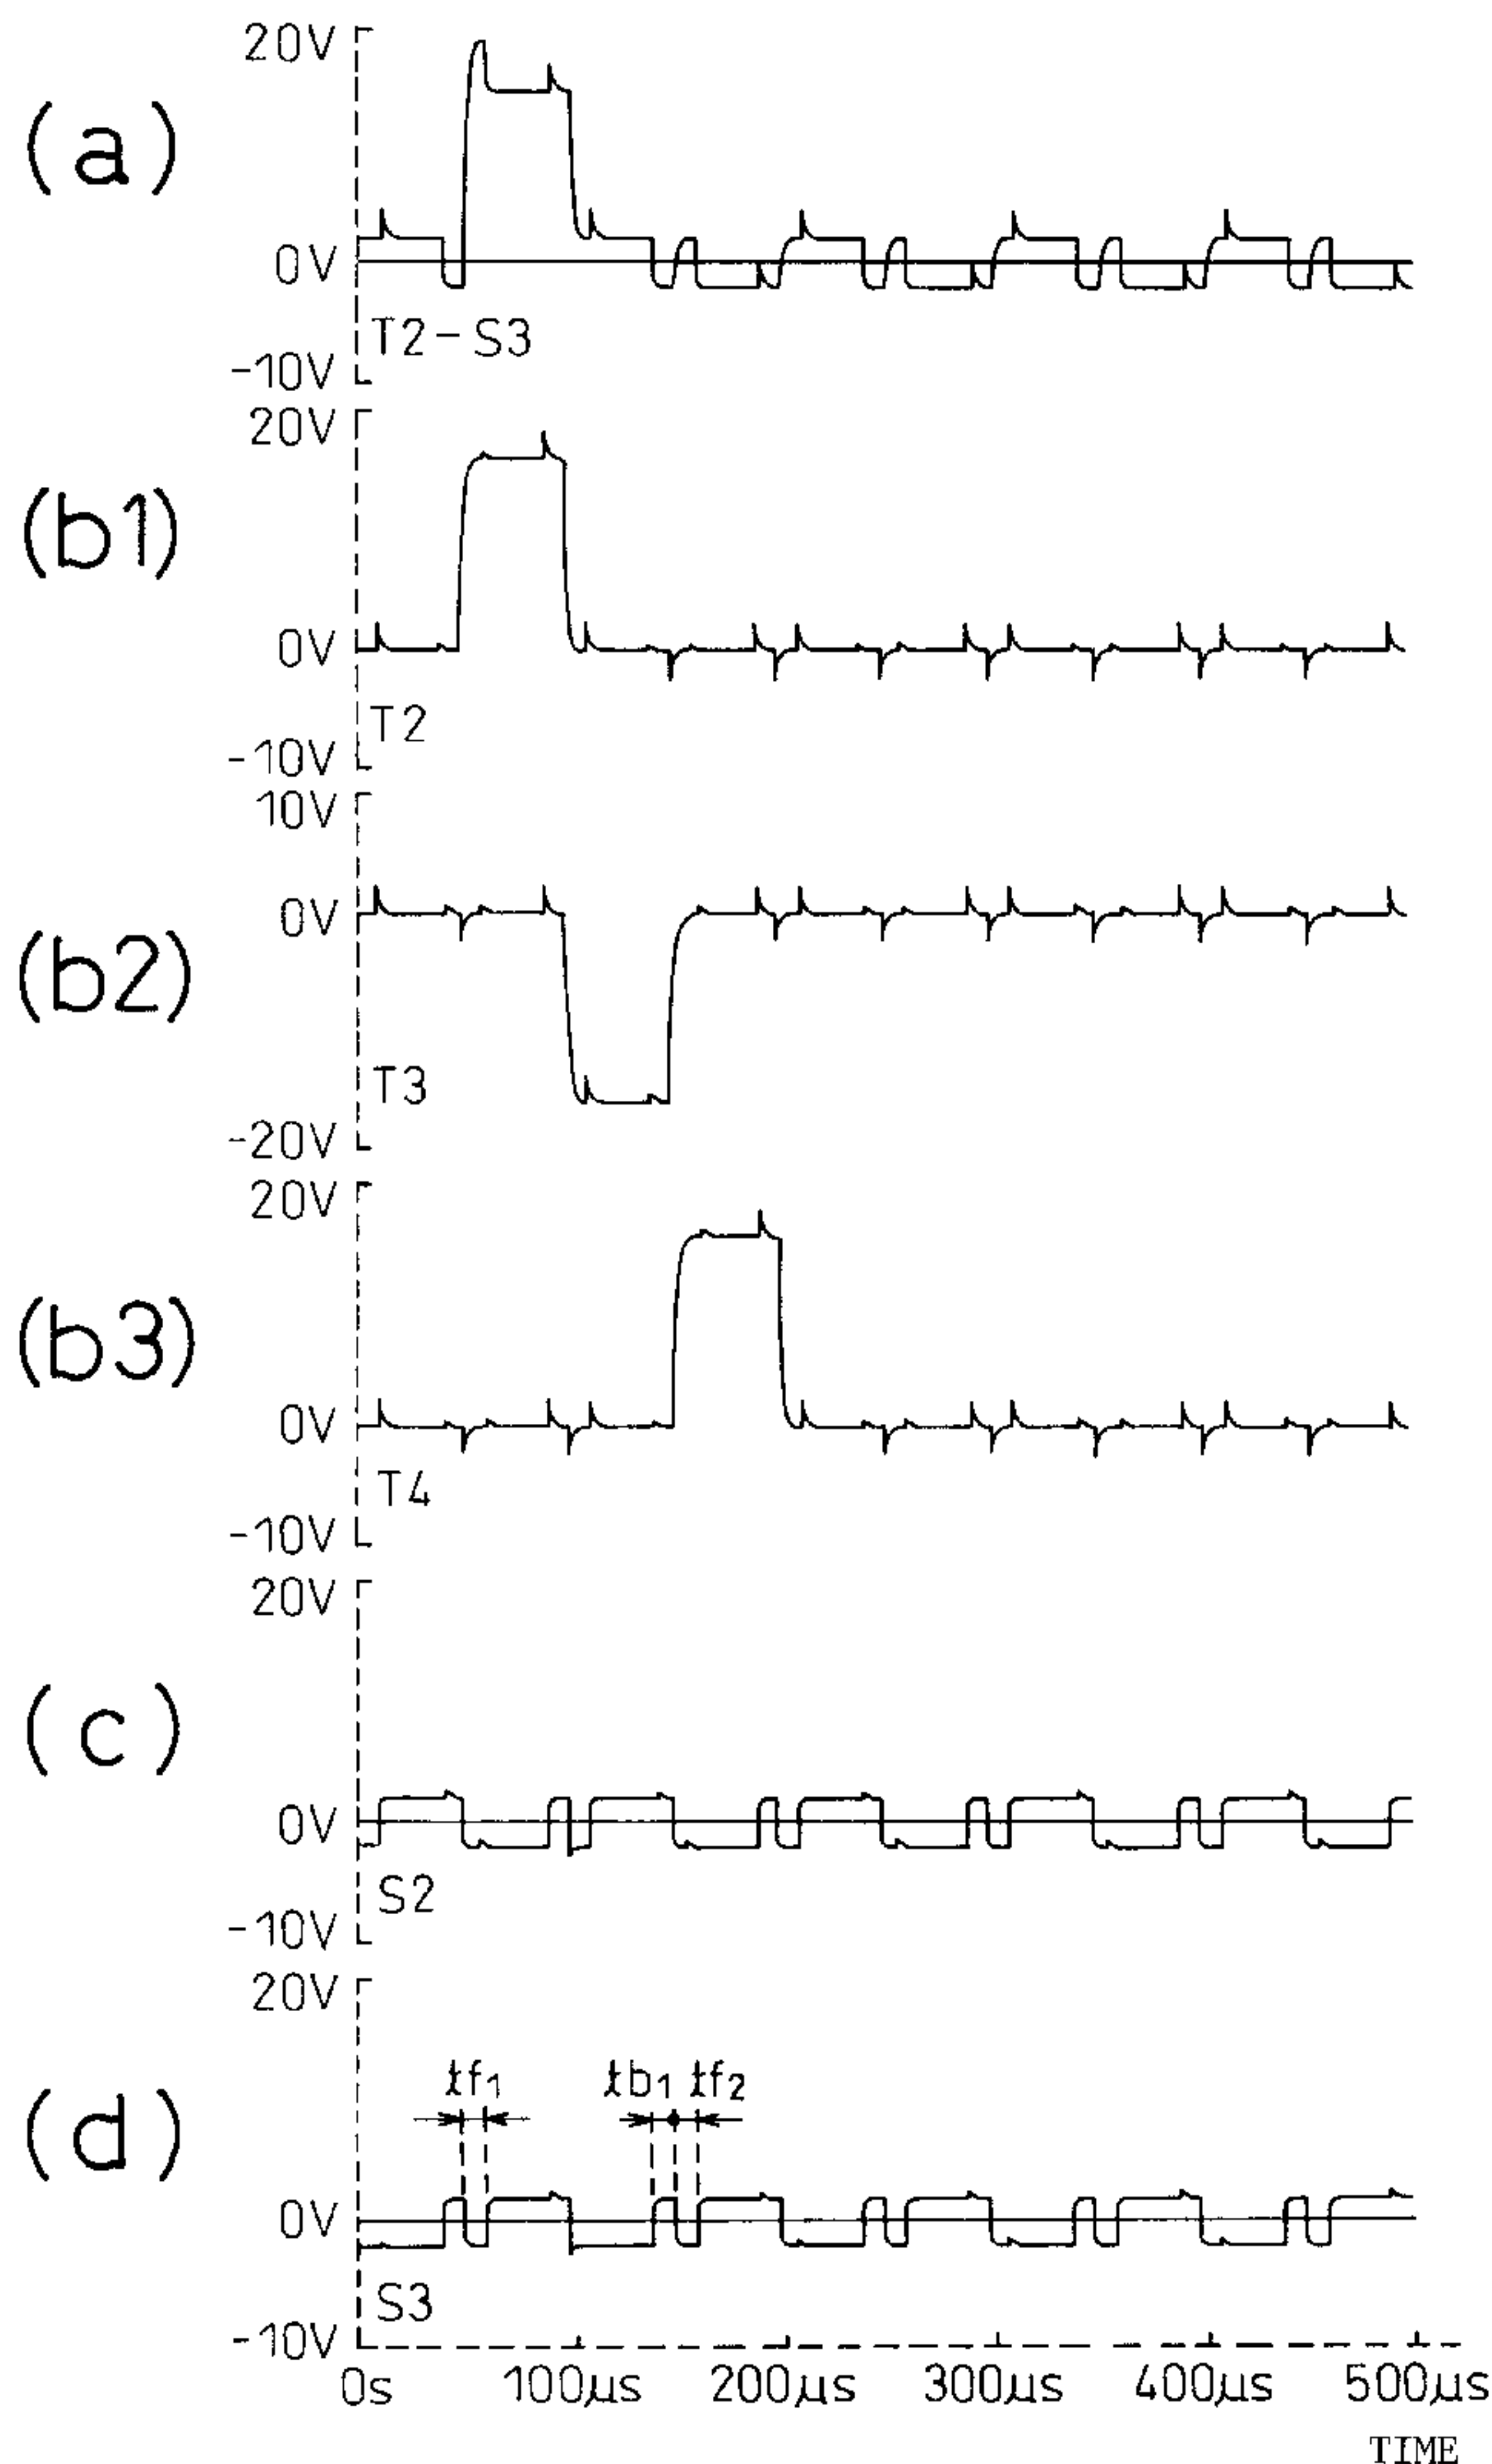 (a)
20V
0V
T2-S3
-10V
(b1)
20V
0V
T2
-10V
(b2)
10V
0V
T3
-20V
(b3)
20V
0V
T4
-10V
(c)
20V
0V
S2
-10V
(d)
20V
tf1 tb1 tf2
0V
S3
-10V
0s 100μs 200μs 300μs 400μs 500μs
TIME